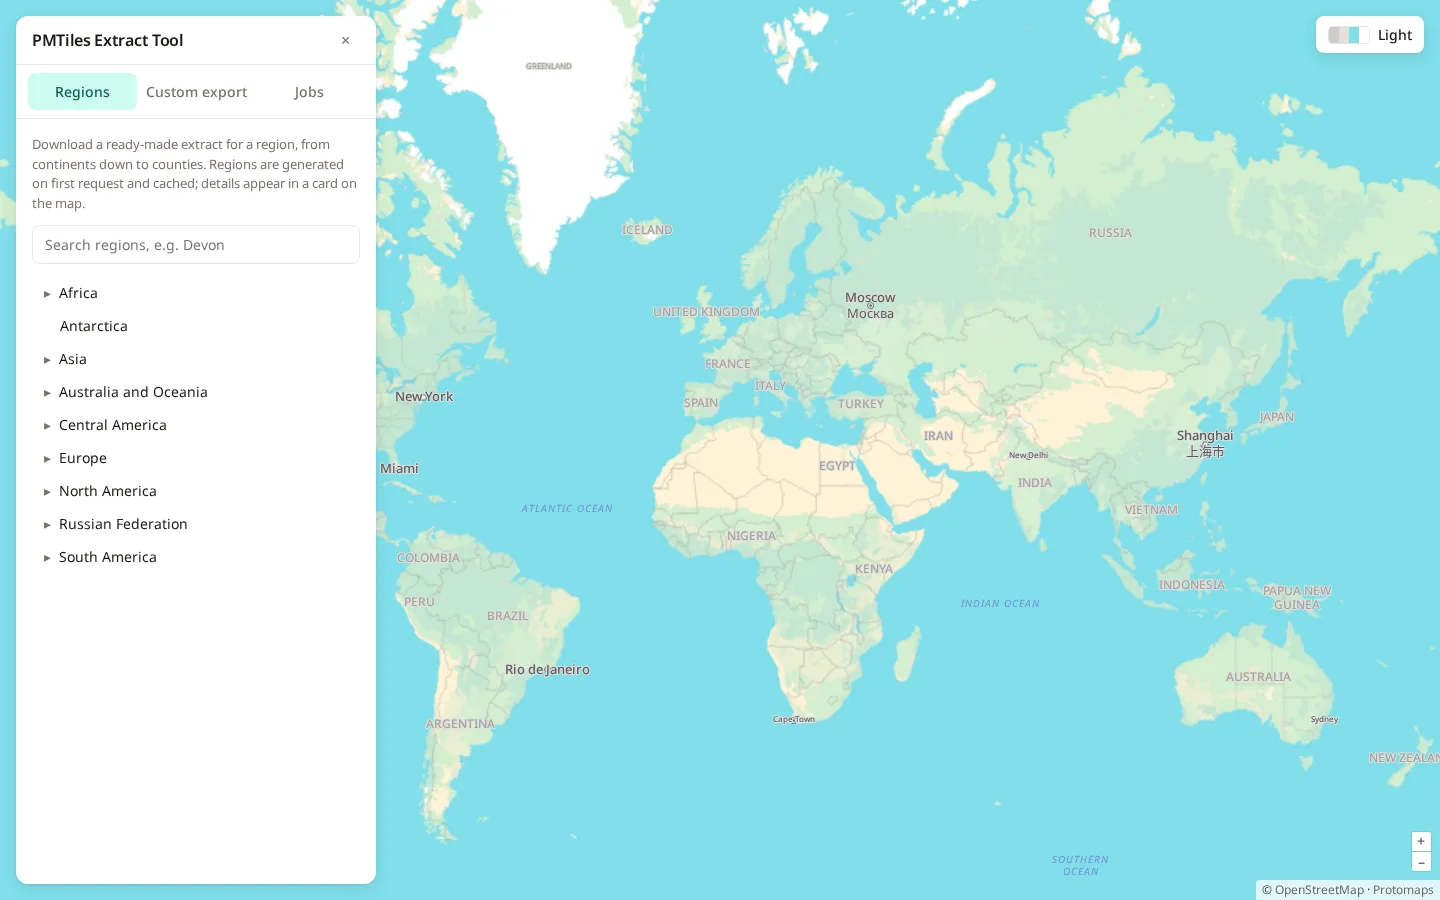 PMTiles Extract Tool
×
Regions
Custom export
Jobs
Download a ready-made extract for a region, from
continents down to counties. Regions are generated
on first request and cached; details appear in a card on
the map.
Search regions, e.g. Devon
▸ Africa
Antarctica
▸ Asia
▸ Australia and Oceania
▸ Central America
▸ Europe
▸ North America
▸ Russian Federation
▸ South America
Light
GREENLAND
ICELAND
RUSSIA
Moscow
Москва
UNITED KINGDOM
FRANCE
ITALY
SPAIN
TURKEY
New York
IRAN
JAPAN
Shanghai
上海市
New Delhi
Miami
EGYPT
INDIA
ATLANTIC OCEAN
VIETNAM
NIGERIA
COLOMBIA
KENYA
INDONESIA
PAPUA NEW
GUINEA
PERU
BRAZIL
INDIAN OCEAN
Rio de Janeiro
AUSTRALIA
ARGENTINA
Cape Town
Sydney
NEW ZEALAN
SOUTHERN
OCEAN
+
−
© OpenStreetMap · Protomaps